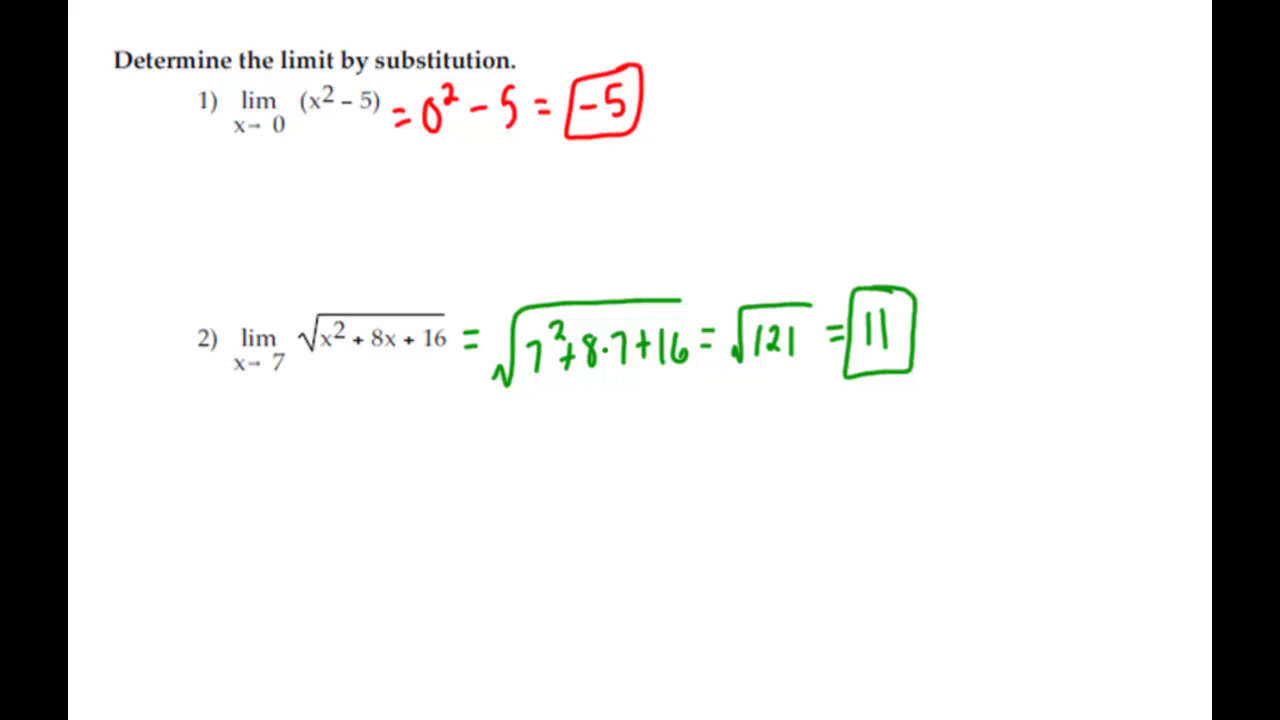 Determine the limit by substitution.
1) lim (x² – 5) = 0² - 5 = -5
x→ 0
2) lim √(x² + 8x + 16) = √(7² + 8·7 + 16) = √121 = 11
x→ 7